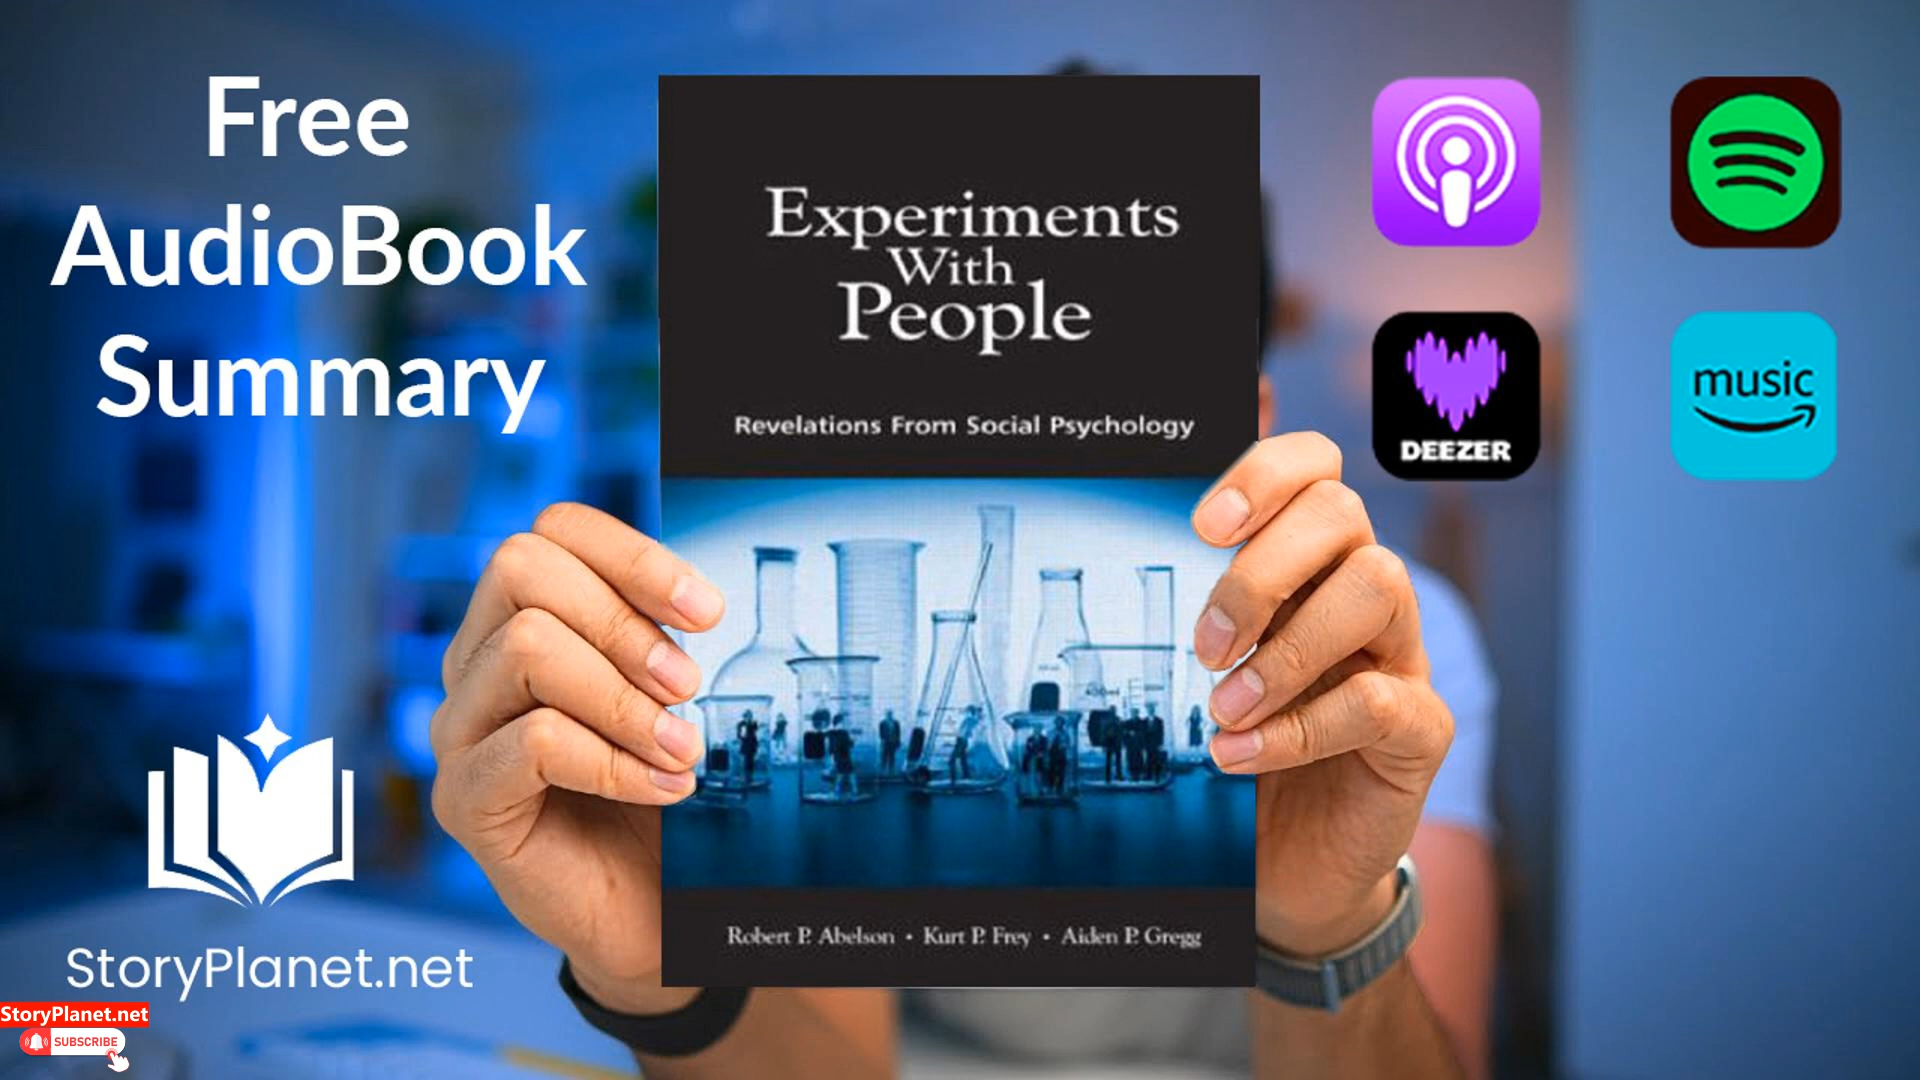 Free
AudioBook
Summary
Experiments
With
People
Revelations From Social Psychology
400ml
Robert P. Abelson • Kurt P. Frey • Aiden P. Gregg
DEEZER
music
StoryPlanet.net
StoryPlanet.net
SUBSCRIBE